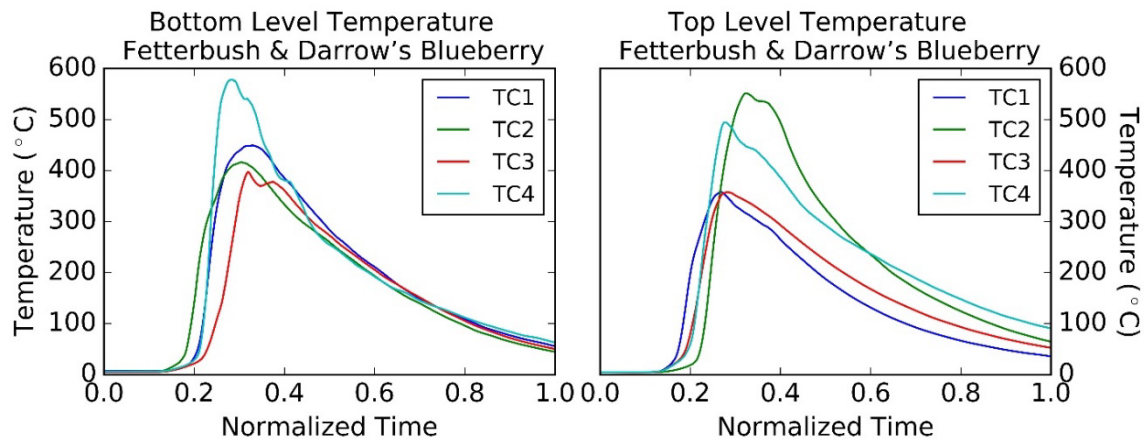 Bottom Level Temperature
Fetterbush & Darrow's Blueberry
600
500
400
300
200
100
0
0.0 0.2 0.4 0.6 0.8 1.0
Temperature (°C)
Normalized Time
TC1
TC2
TC3
TC4
Top Level Temperature
Fetterbush & Darrow's Blueberry
TC1
TC2
TC3
TC4
600
500
400
300
200
100
0
0.0 0.2 0.4 0.6 0.8 1.0
Temperature (°C)
Normalized Time